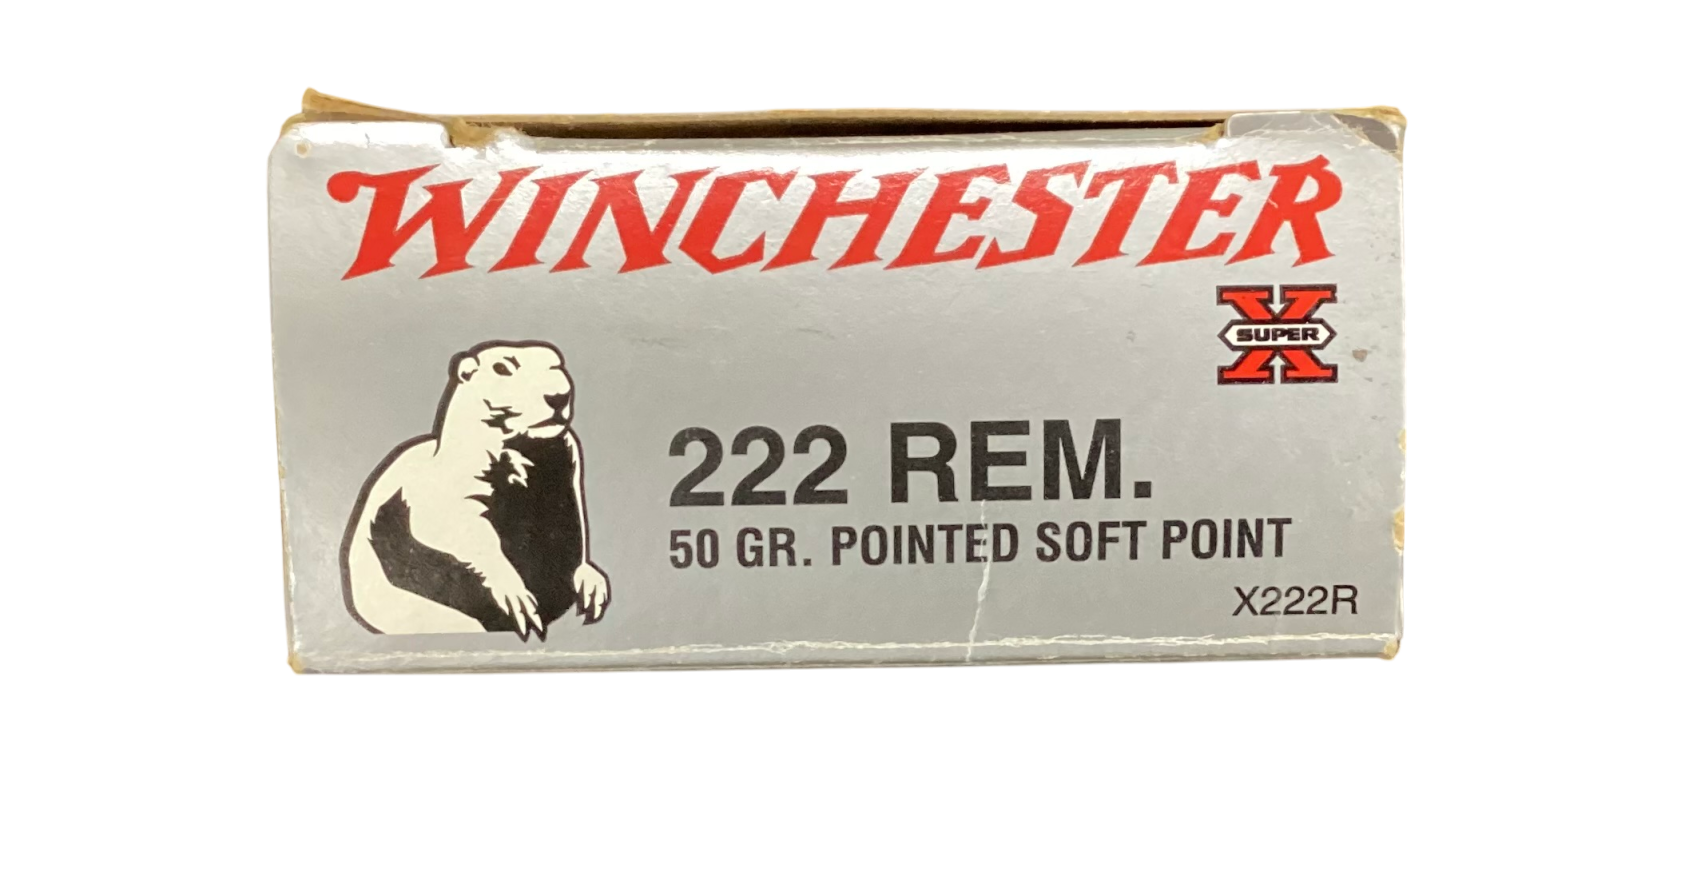 WINCHESTER
SUPER X
222 REM.
50 GR. POINTED SOFT POINT
X222R